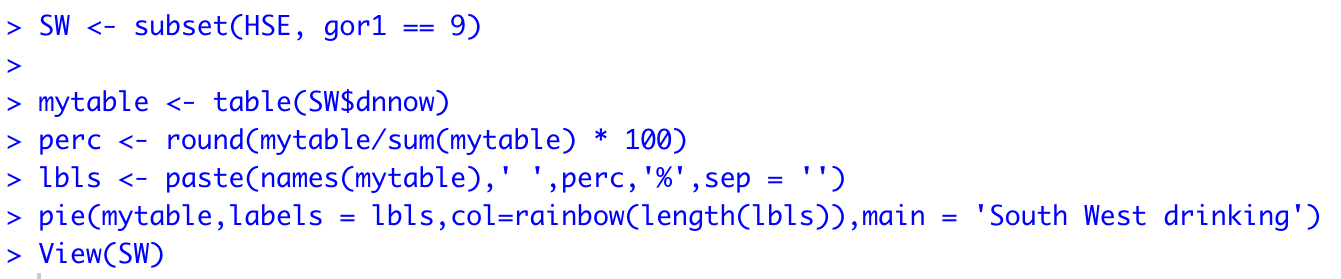 > SW <- subset(HSE, gor1 == 9)
>
> mytable <- table(SW$dnnow)
> perc <- round(mytable/sum(mytable) * 100)
> lbls <- paste(names(mytable),' ',perc,'%',sep = '')
> pie(mytable,labels = lbls,col=rainbow(length(lbls)),main = 'South West drinking')
> View(SW)